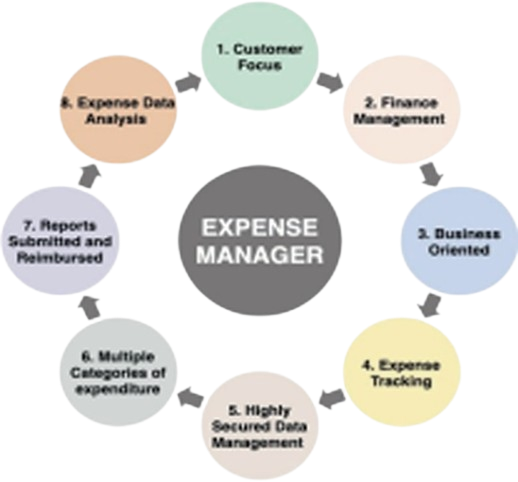 1. Customer
Focus
2. Finance
Management
3. Business
Oriented
4. Expense
Tracking
5. Highly
Secured Data
Management
6. Multiple
Categories of
expenditure
7. Reports
Submitted and
Reimbursed
8. Expense Data
Analysis
EXPENSE
MANAGER